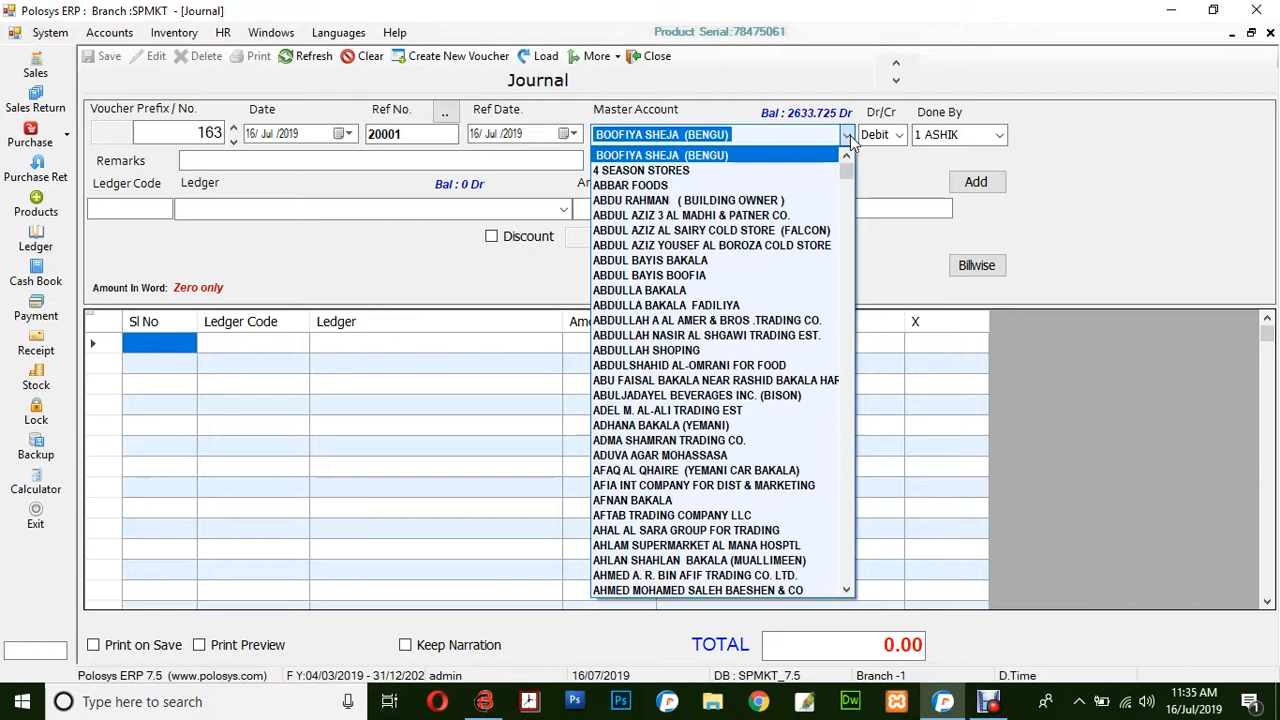 Polosys ERP : Branch :SPMKT - [Journal]
System Accounts Inventory HR Windows Languages Help
Product Serial:78475061
Save Edit Delete Print Refresh Clear Create New Voucher Load More Close
Journal
Sales
Sales Return
Purchase
Purchase Ret
Products
Ledger
Cash Book
Payment
Receipt
Stock
Lock
Backup
Calculator
Exit
Voucher Prefix / No. Date Ref No. .. Ref Date. Master Account Bal : 2633.725 Dr Dr/Cr Done By
163 16/ Jul /2019 20001 16/ Jul /2019 BOOFIYA SHEJA (BENGU) Debit 1 ASHIK
Remarks
Ledger Code Ledger Bal : 0 Dr Add
Discount
Billwise
Amount In Word: Zero only
BOOFIYA SHEJA (BENGU)
4 SEASON STORES
ABBAR FOODS
ABDU RAHMAN ( BUILDING OWNER )
ABDUL AZIZ 3 AL MADHI & PATNER CO.
ABDUL AZIZ AL SAIRY COLD STORE (FALCON)
ABDUL AZIZ YOUSEF AL BOROZA COLD STORE
ABDUL BAYIS BAKALA
ABDUL BAYIS BOOFIA
ABDULLA BAKALA
ABDULLA BAKALA FADILIYA
ABDULLAH A AL AMER & BROS .TRADING CO.
ABDULLAH NASIR AL SHGAWI TRADING EST.
ABDULLAH SHOPING
ABDULSHAHID AL-OMRANI FOR FOOD
ABU FAISAL BAKALA NEAR RASHID BAKALA HAR
ABULJADAYEL BEVERAGES INC. (BISON)
ADEL M. AL-ALI TRADING EST
ADHANA BAKALA (YEMANI)
ADMA SHAMRAN TRADING CO.
ADUVA AGAR MOHASSASA
AFAQ AL QHAIRE (YEMANI CAR BAKALA)
AFIA INT COMPANY FOR DIST & MARKETING
AFNAN BAKALA
AFTAB TRADING COMPANY LLC
AHAL AL SARA GROUP FOR TRADING
AHLAM SUPERMARKET AL MANA HOSPTL
AHLAN SHAHLAN BAKALA (MUALLIMEEN)
AHMED A. R. BIN AFIF TRADING CO. LTD.
AHMED MOHAMED SALEH BAESHEN & CO
Sl No Ledger Code Ledger X
Print on Save Print Preview Keep Narration TOTAL 0.00
Polosys ERP 7.5 (www.polosys.com) F Y:04/03/2019 - 31/12/202 16/07/2019 DB : SPMKT_7.5 Branch -1 D.Time
Type here to search
11:35 AM
16/Jul/2019